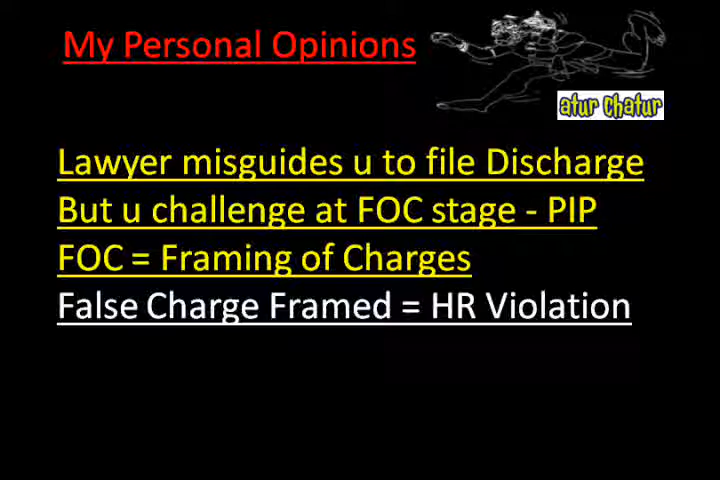 My Personal Opinions
atur chatur
Lawyer misguides u to file Discharge
But u challenge at FOC stage - PIP
FOC = Framing of Charges
False Charge Framed = HR Violation